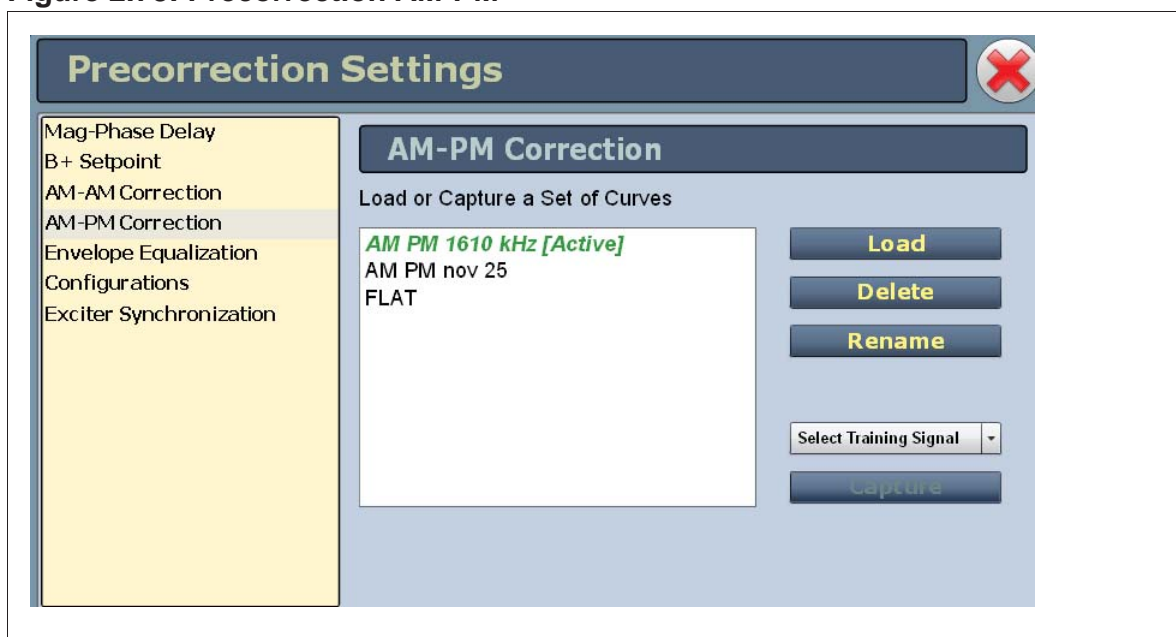 Precorrection Settings
Mag-Phase Delay
B+ Setpoint
AM-AM Correction
AM-PM Correction
Envelope Equalization
Configurations
Exciter Synchronization
AM-PM Correction
Load or Capture a Set of Curves
AM PM 1610 kHz [Active]
AM PM nov 25
FLAT
Load
Delete
Rename
Select Training Signal
Capture